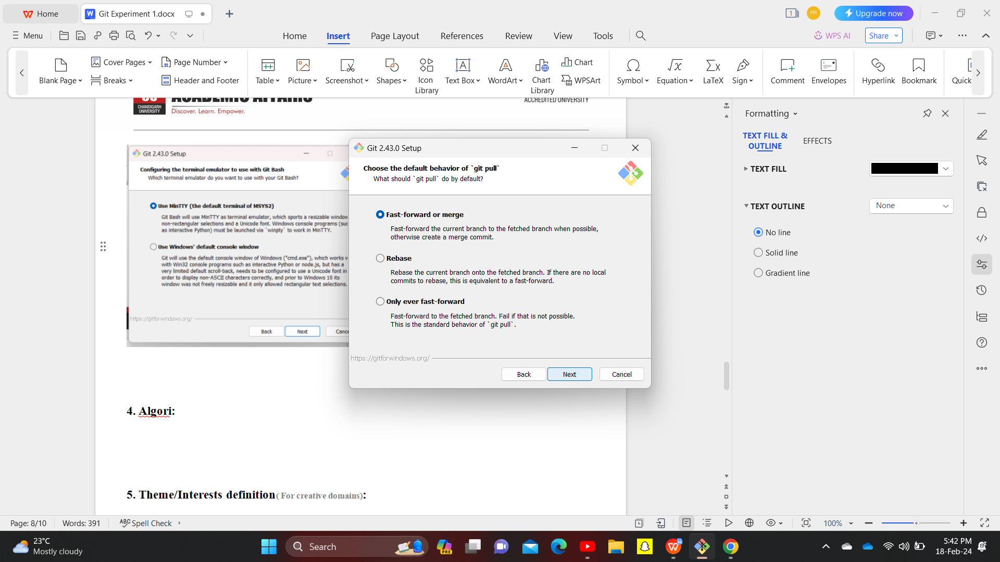 Home
Git Experiment 1.docx
1
PR
Upgrade now
Menu
Home
Insert
Page Layout
References
Review
View
Tools
WPS AI
Share
Blank Page
Cover Pages
Breaks
Page Number
Header and Footer
Table
Picture
Screenshot
Shapes
Icon
Library
Text Box
WordArt
Chart
Library
Chart
WPSArt
Symbol
Equation
LaTeX
Sign
Comment
Envelopes
Hyperlink
Bookmark
Quick
CHANDIGARH
UNIVERSITY
ACADEMIC AFFAIRS
Discover. Learn. Empower.
ACCREDITED UNIVERSITY
Git 2.43.0 Setup
Configuring the terminal emulator to use with Git Bash
Which terminal emulator do you want to use with your Git Bash?
Use MinTTY (the default terminal of MSYS2)
Git Bash will use MinTTY as terminal emulator, which sports a resizable window
non-rectangular selections and a Unicode font. Windows console programs (suc
as interactive Python) must be launched via `winpty` to work in MinTTY.
Use Windows' default console window
Git will use the default console window of Windows ("cmd.exe"), which works v
with Win32 console programs such as interactive Python or node.js, but has a
very limited default scroll-back, needs to be configured to use a Unicode font in
order to display non-ASCII characters correctly, and prior to Windows 10 its
window was not freely resizable and it only allowed rectangular text selections.
https://gitforwindows.org/
Back
Next
Cance
Git 2.43.0 Setup
Choose the default behavior of `git pull`
What should `git pull` do by default?
Fast-forward or merge
Fast-forward the current branch to the fetched branch when possible,
otherwise create a merge commit.
Rebase
Rebase the current branch onto the fetched branch. If there are no local
commits to rebase, this is equivalent to a fast-forward.
Only ever fast-forward
Fast-forward to the fetched branch. Fail if that is not possible.
This is the standard behavior of `git pull`.
https://gitforwindows.org/
Back
Next
Cancel
4. Algori:
5. Theme/Interests definition( For creative domains):
Formatting
TEXT FILL &
OUTLINE
EFFECTS
TEXT FILL
TEXT OUTLINE
None
No line
Solid line
Gradient line
Page: 8/10
Words: 391
ABC Spell Check
100%
23°C
Mostly cloudy
Search
PRE
5:42 PM
18-Feb-24